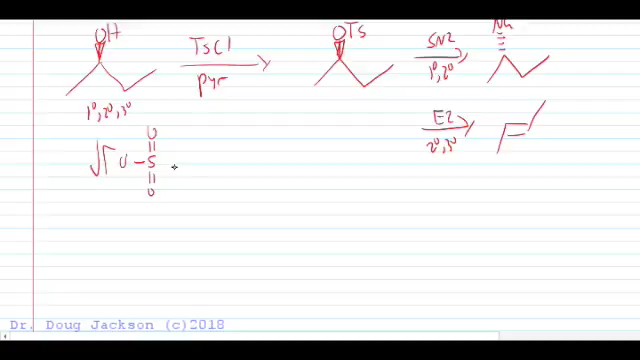 OH
OTs
Nu
TsCl
SN2
pyr
1°, 2°
1°, 2°, 3°
E2
2°, 3°
O
O - S
O
Dr. Doug Jackson (c)2018